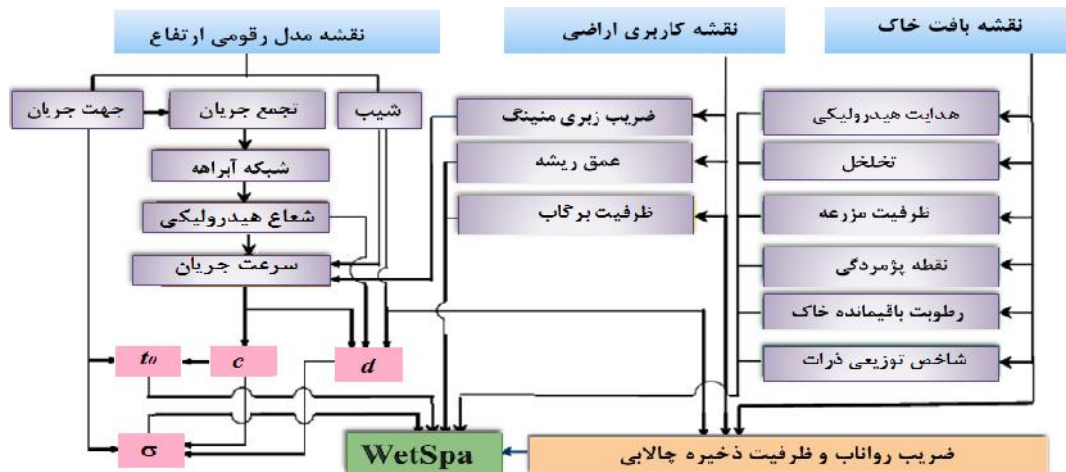 نقشه بافت خاک
نقشه کاربری اراضی
نقشه مدل رقومی ارتفاع
هدایت هیدرولیکی
تخلخل
ظرفیت مزرعه
نقطه پژمردگی
رطوبت باقیمانده خاک
شاخص توزیعی ذرات
ضریب زبری منینگ
عمق ریشه
ظرفیت برگاب
شیب
تجمع جریان
جهت جریان
شبکه آبراهه
شعاع هیدرولیکی
سرعت جریان
t0
c
d
σ
WetSpa
ضریب رواناب و ظرفیت ذخیره چالابی